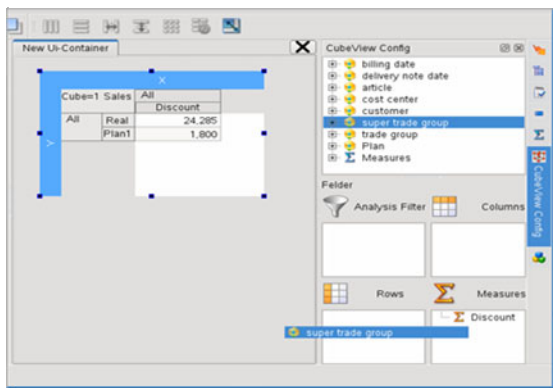 New Ui-Container
X
Cube=1 Sales All
Discount
All Real 24,285
Plan1 1,800
Y
CubeView Config
billing date
delivery note date
article
cost center
customer
super trade group
trade group
Plan
Measures
Felder
Analysis Filter
Columns
Rows
Measures
Discount
super trade group
CubeView Config